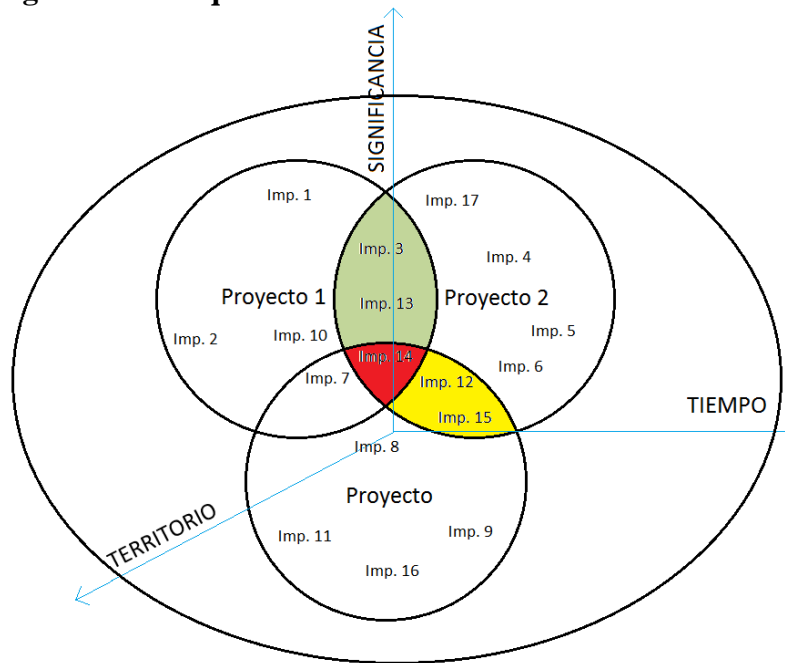 SIGNIFICANCIA
Imp. 1
Imp. 17
Imp. 3
Imp. 4
Proyecto 1
Imp. 13
Proyecto 2
Imp. 2
Imp. 10
Imp. 5
Imp. 14
Imp. 6
Imp. 7
Imp. 12
Imp. 15
TIEMPO
Imp. 8
Proyecto
TERRITORIO
Imp. 11
Imp. 9
Imp. 16